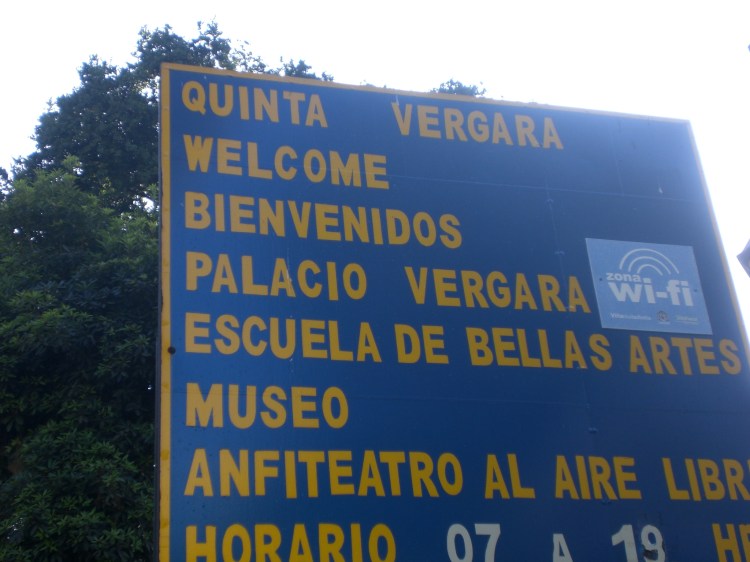 QUINTA VERGARA
WELCOME
BIENVENIDOS
PALACIO VERGARA
zona
wi-fi
ESCUELA DE BELLAS ARTES
MUSEO
ANFITEATRO AL AIRE LIBR
HORARIO 07 A 19 HR